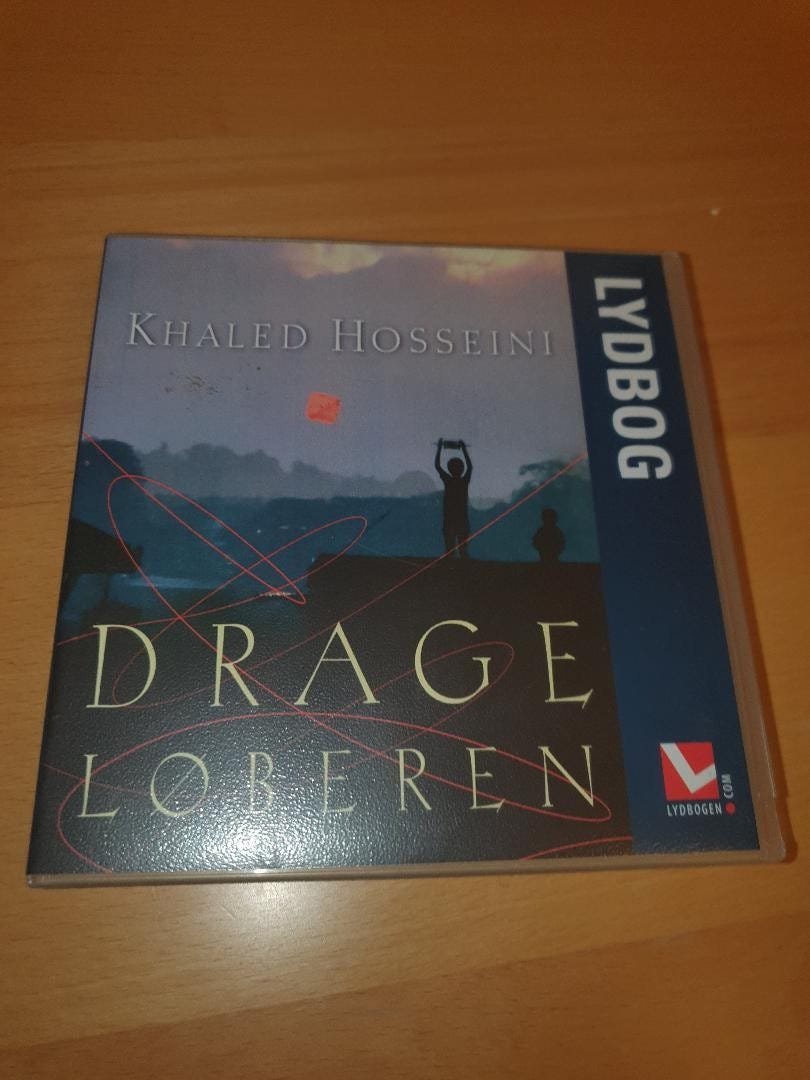 KHALED HOSSEINI
DRAGE
LØBEREN
LYDBOG
LYDBOGEN.COM